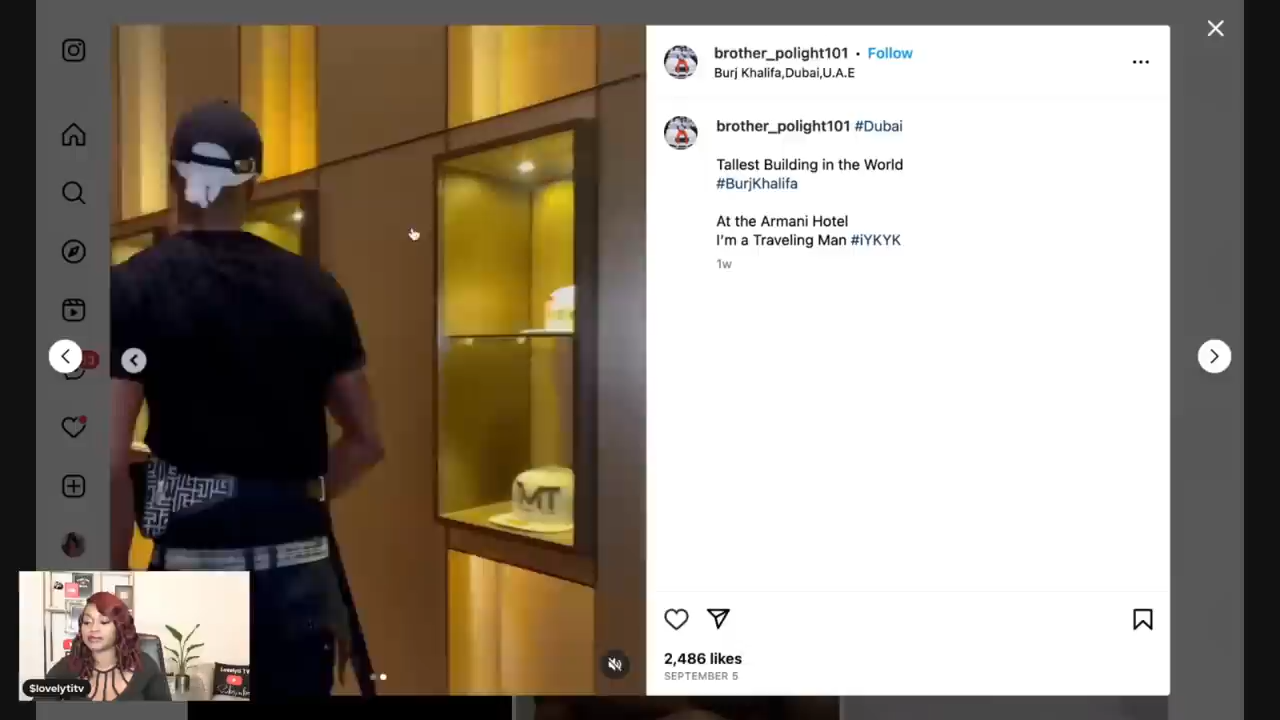 brother_polight101 • Follow
Burj Khalifa,Dubai,U.A.E
brother_polight101 #Dubai
Tallest Building in the World
#BurjKhalifa
At the Armani Hotel
I'm a Traveling Man #iYKYK
1w
MT
2,486 likes
SEPTEMBER 5
$lovelytitv